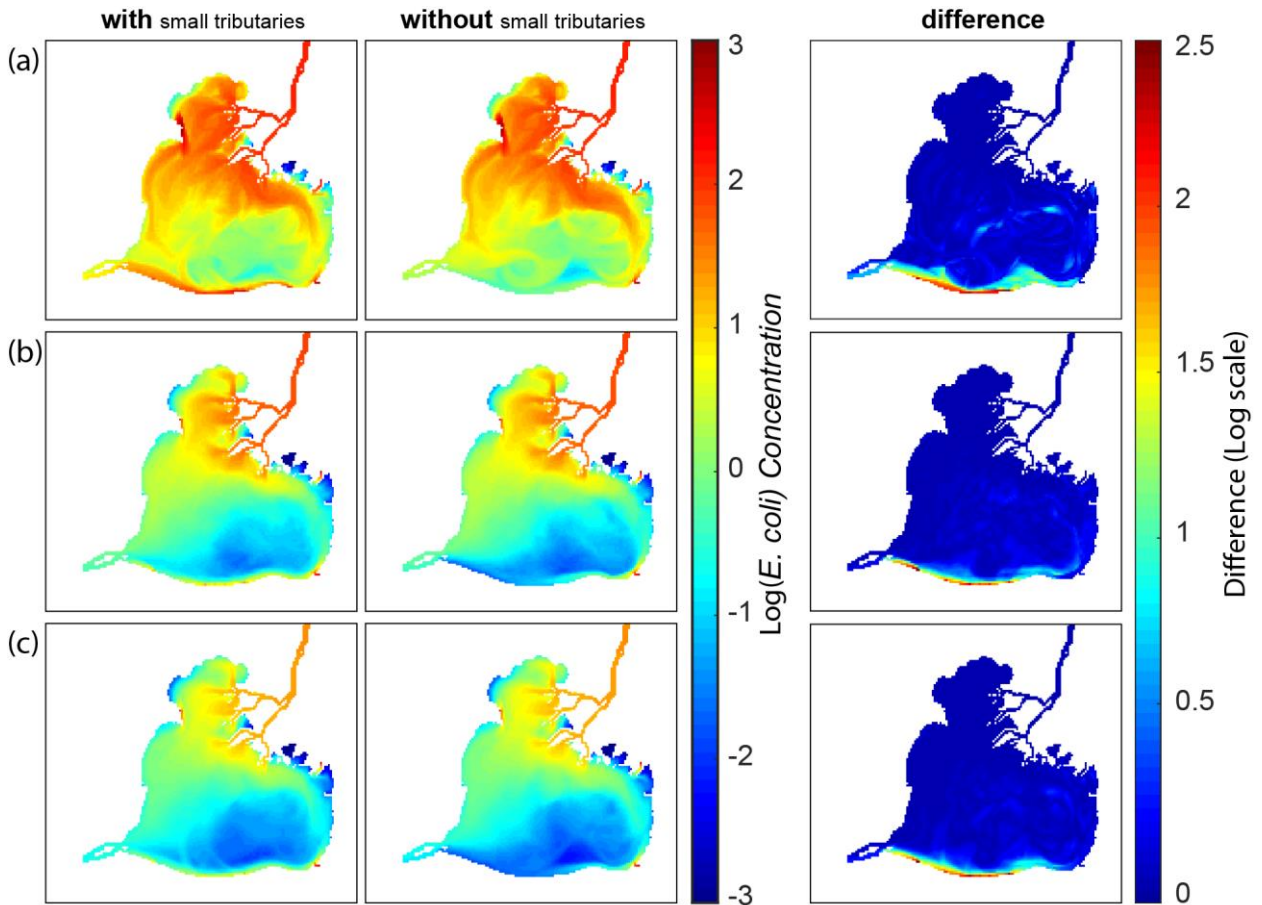 with small tributaries
without small tributaries
difference
(a)
(b)
(c)
3
2
1
0
-1
-2
-3
Log(E. coli) Concentration
2.5
2
1.5
1
0.5
0
Difference (Log scale)